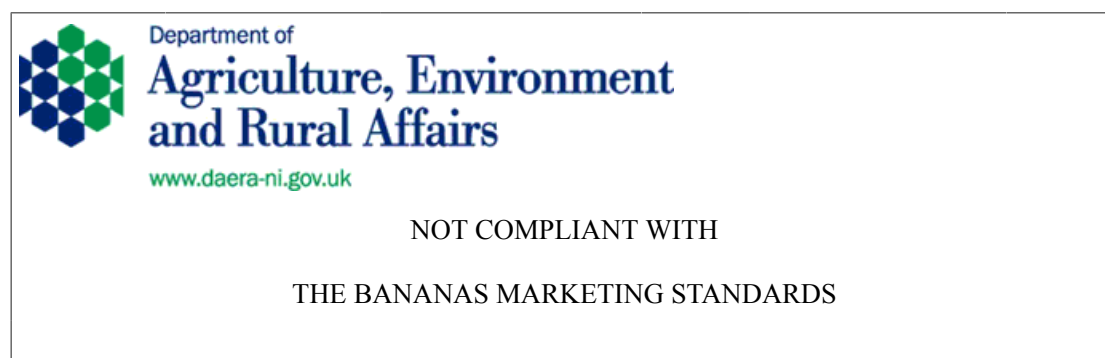 Department of
Agriculture, Environment
and Rural Affairs
www.daera-ni.gov.uk
NOT COMPLIANT WITH
THE BANANAS MARKETING STANDARDS